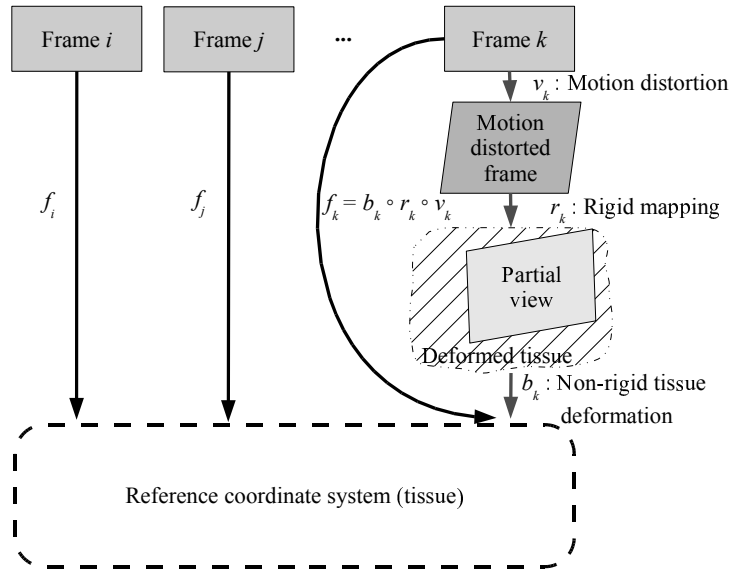 Frame i
Frame j
...
Frame k
v_k : Motion distortion
Motion
distorted
frame
f_i
f_j
f_k = b_k ∘ r_k ∘ v_k
r_k : Rigid mapping
Partial
view
Deformed tissue
b_k : Non-rigid tissue
deformation
Reference coordinate system (tissue)